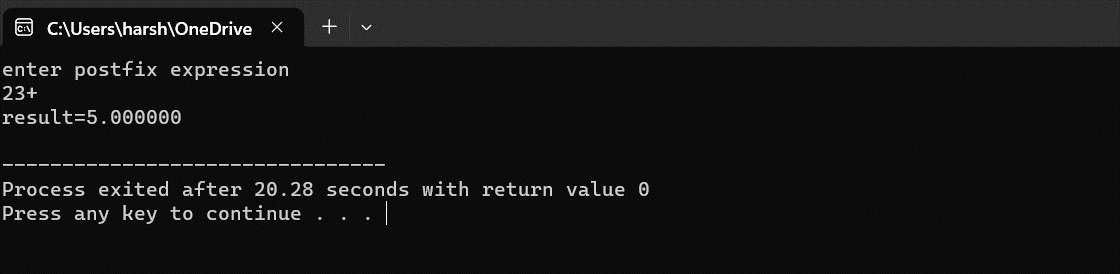 C:\Users\harsh\OneDrive
enter postfix expression
23+
result=5.000000
--------------------------------
Process exited after 20.28 seconds with return value 0
Press any key to continue . . .